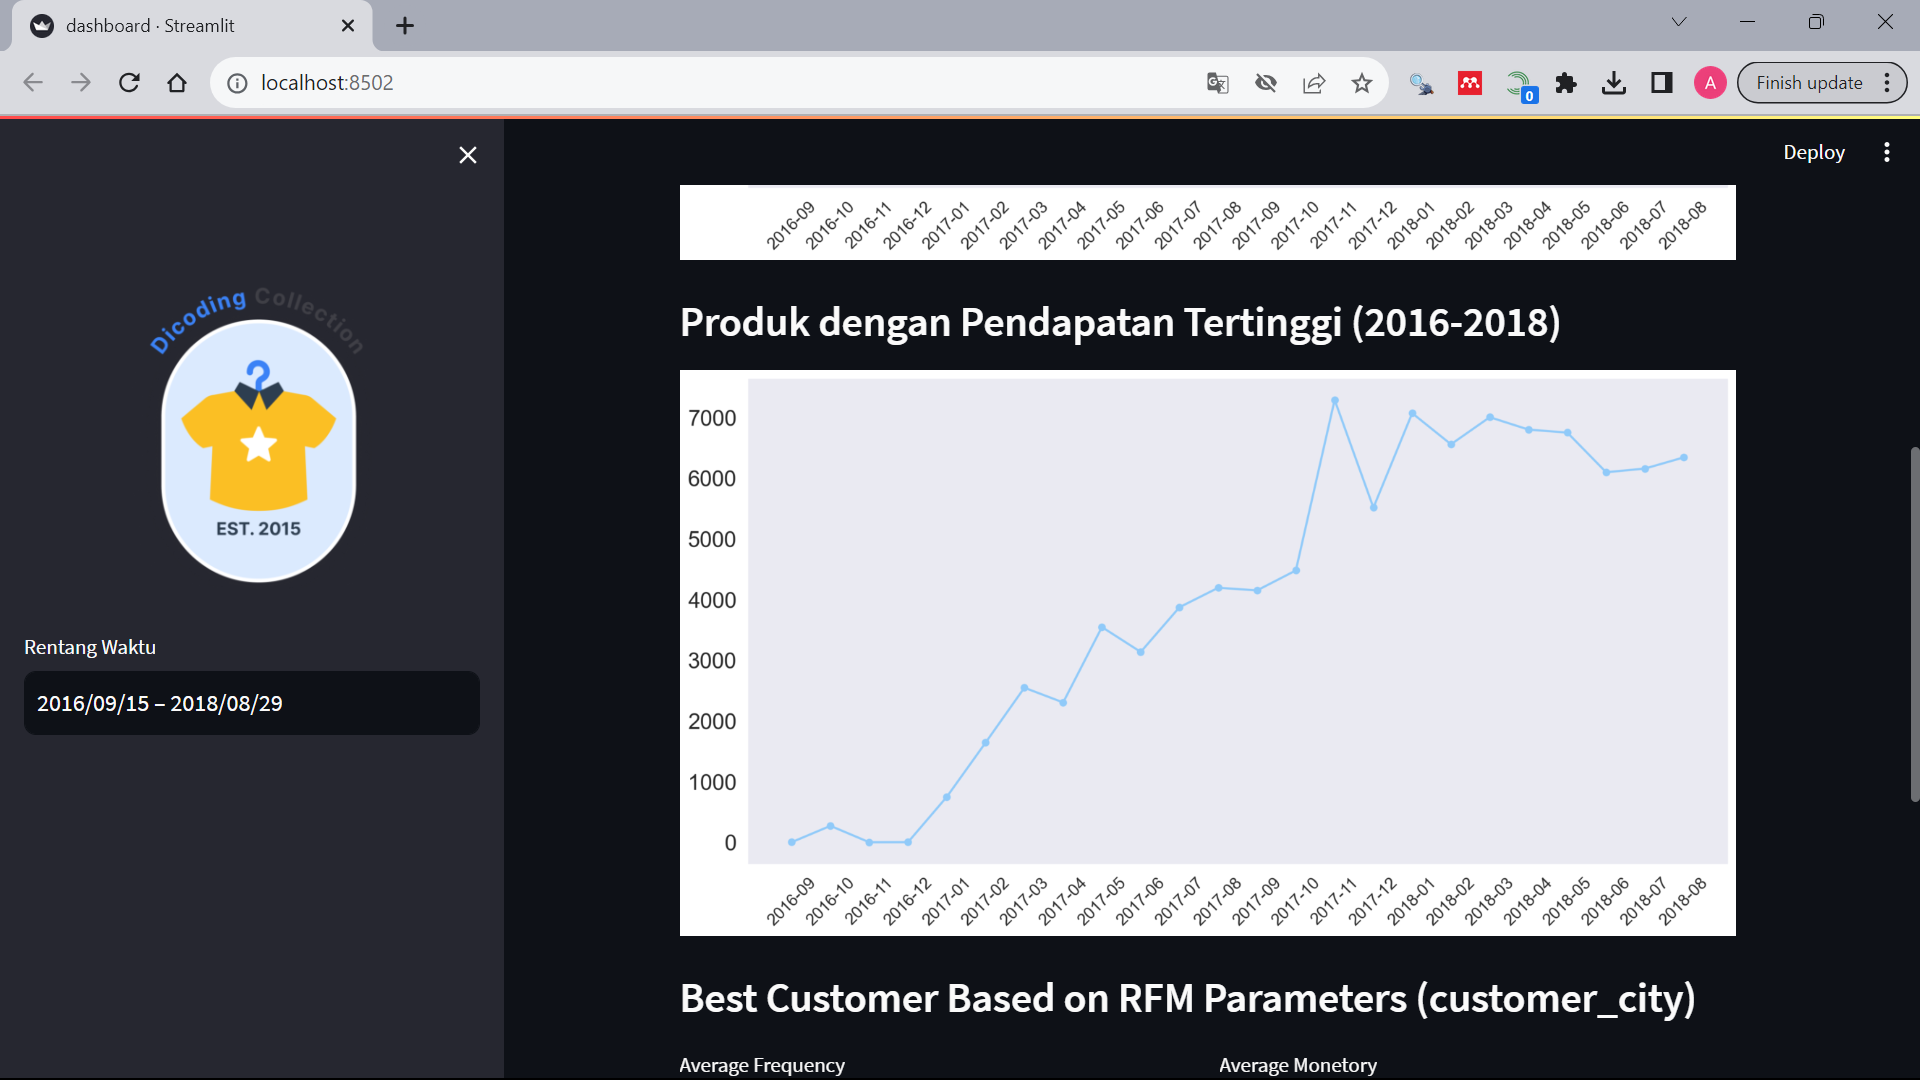 dashboard · Streamlit
localhost:8502
0
A
Finish update
Deploy
Dicoding Collection
EST. 2015
Rentang Waktu
2016/09/15 – 2018/08/29
2016-09 2016-10 2016-11 2016-12 2017-01 2017-02 2017-03 2017-04 2017-05 2017-06 2017-07 2017-08 2017-09 2017-10 2017-11 2017-12 2018-01 2018-02 2018-03 2018-04 2018-05 2018-06 2018-07 2018-08
Produk dengan Pendapatan Tertinggi (2016-2018)
7000
6000
5000
4000
3000
2000
1000
0
2016-09 2016-10 2016-11 2016-12 2017-01 2017-02 2017-03 2017-04 2017-05 2017-06 2017-07 2017-08 2017-09 2017-10 2017-11 2017-12 2018-01 2018-02 2018-03 2018-04 2018-05 2018-06 2018-07 2018-08
Best Customer Based on RFM Parameters (customer_city)
Average Frequency
Average Monetory